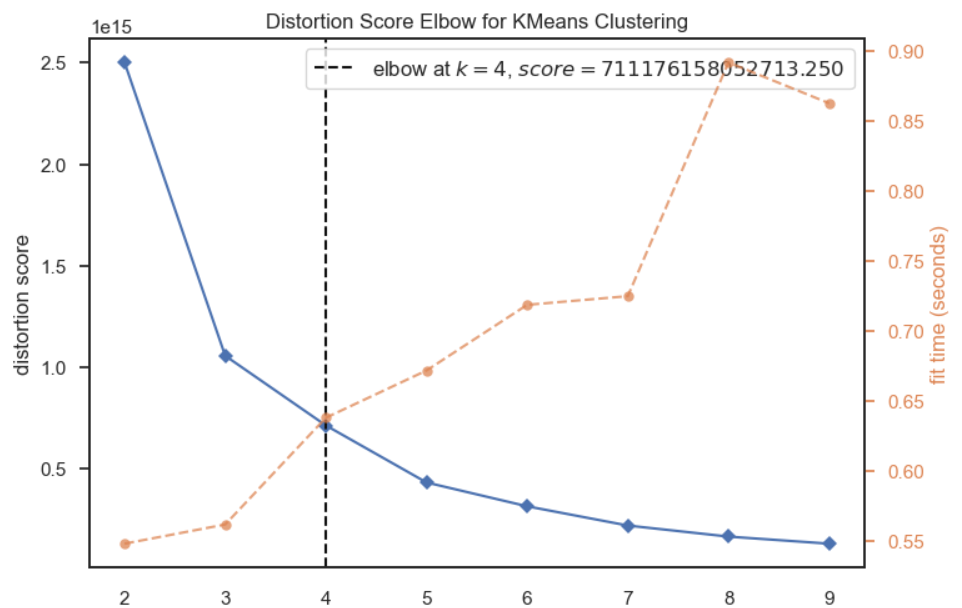 Distortion Score Elbow for KMeans Clustering
1e15
elbow at k = 4, score = 711176158052713.250
2.5
2.0
1.5
1.0
0.5
distortion score
0.90
0.85
0.80
0.75
0.70
0.65
0.60
0.55
fit time (seconds)
2 3 4 5 6 7 8 9